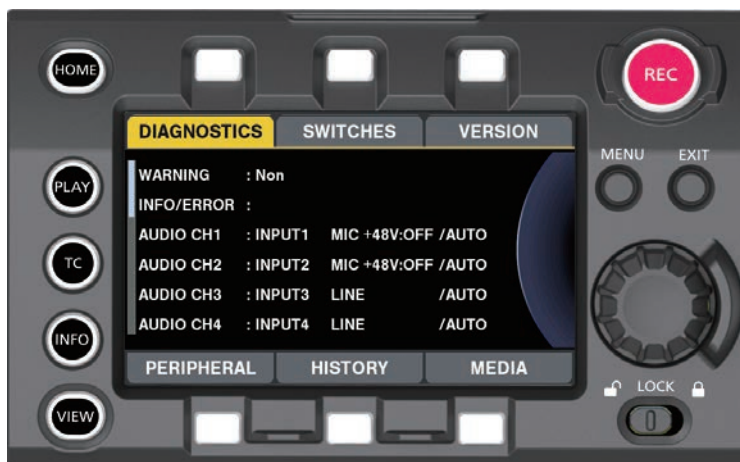 HOME
REC
DIAGNOSTICS SWITCHES VERSION
MENU EXIT
WARNING : Non
PLAY
INFO/ERROR :
AUDIO CH1 : INPUT1 MIC +48V:OFF /AUTO
TC
AUDIO CH2 : INPUT2 MIC +48V:OFF /AUTO
AUDIO CH3 : INPUT3 LINE /AUTO
AUDIO CH4 : INPUT4 LINE /AUTO
INFO
PERIPHERAL HISTORY MEDIA
LOCK
VIEW